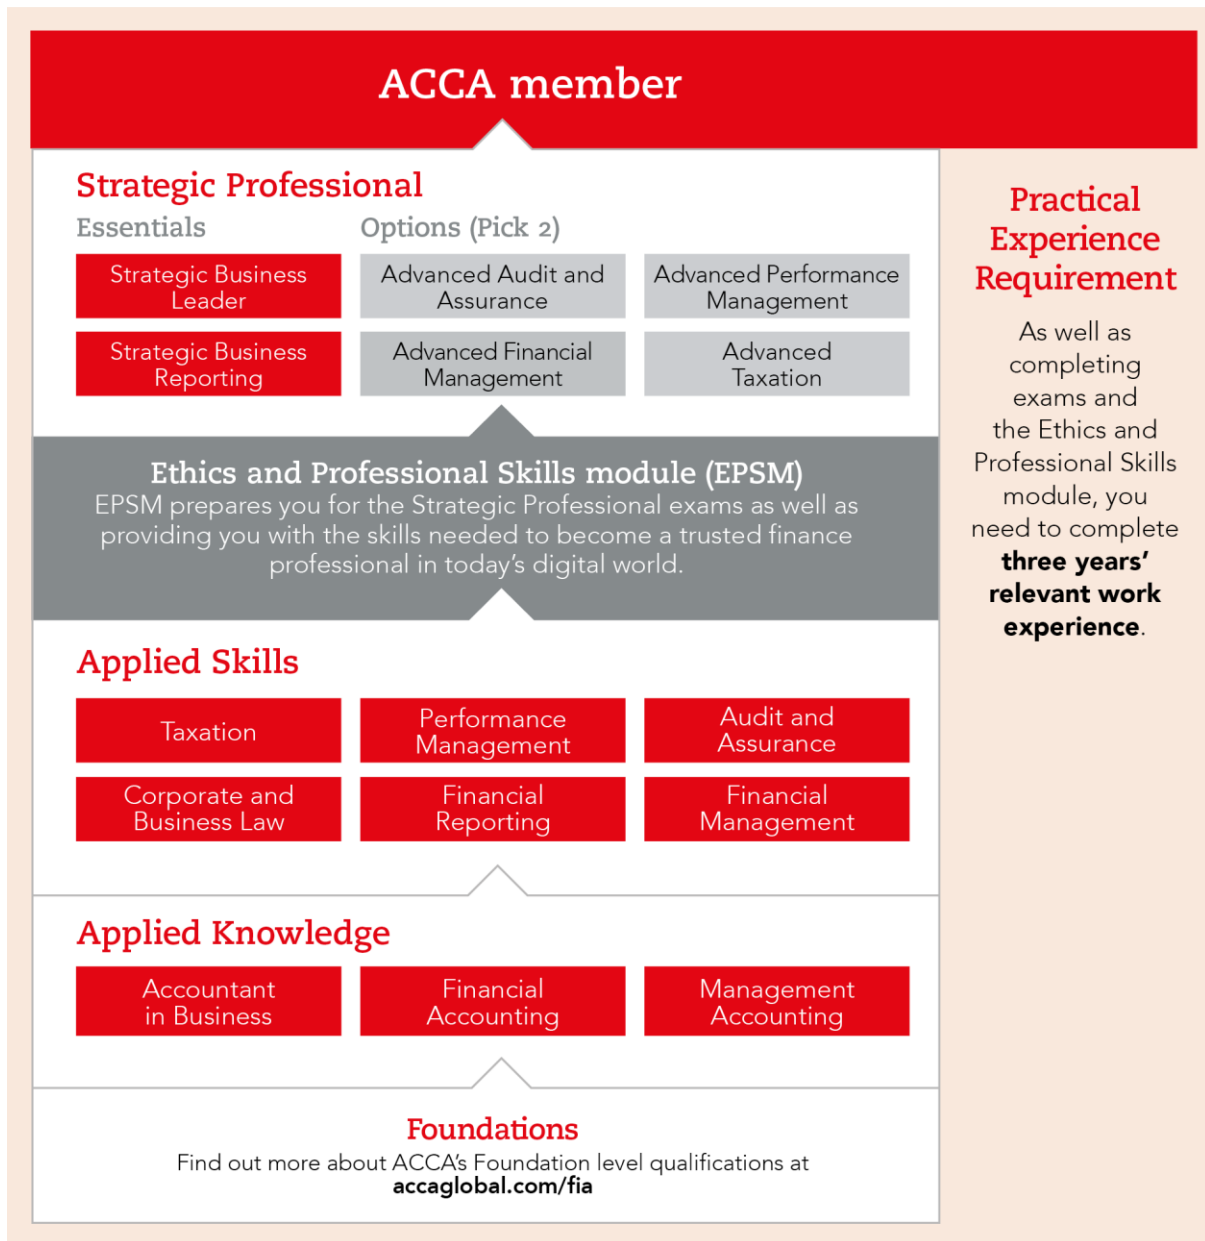 ACCA member
Strategic Professional
Essentials
Options (Pick 2)
Strategic Business
Leader
Advanced Audit and
Assurance
Advanced Performance
Management
Strategic Business
Reporting
Advanced Financial
Management
Advanced
Taxation
Ethics and Professional Skills module (EPSM)
EPSM prepares you for the Strategic Professional exams as well as
providing you with the skills needed to become a trusted finance
professional in today's digital world.
Applied Skills
Taxation
Performance
Management
Audit and
Assurance
Corporate and
Business Law
Financial
Reporting
Financial
Management
Applied Knowledge
Accountant
in Business
Financial
Accounting
Management
Accounting
Foundations
Find out more about ACCA's Foundation level qualifications at
accaglobal.com/fia
Practical
Experience
Requirement
As well as
completing
exams and
the Ethics and
Professional Skills
module, you
need to complete
three years'
relevant work
experience.